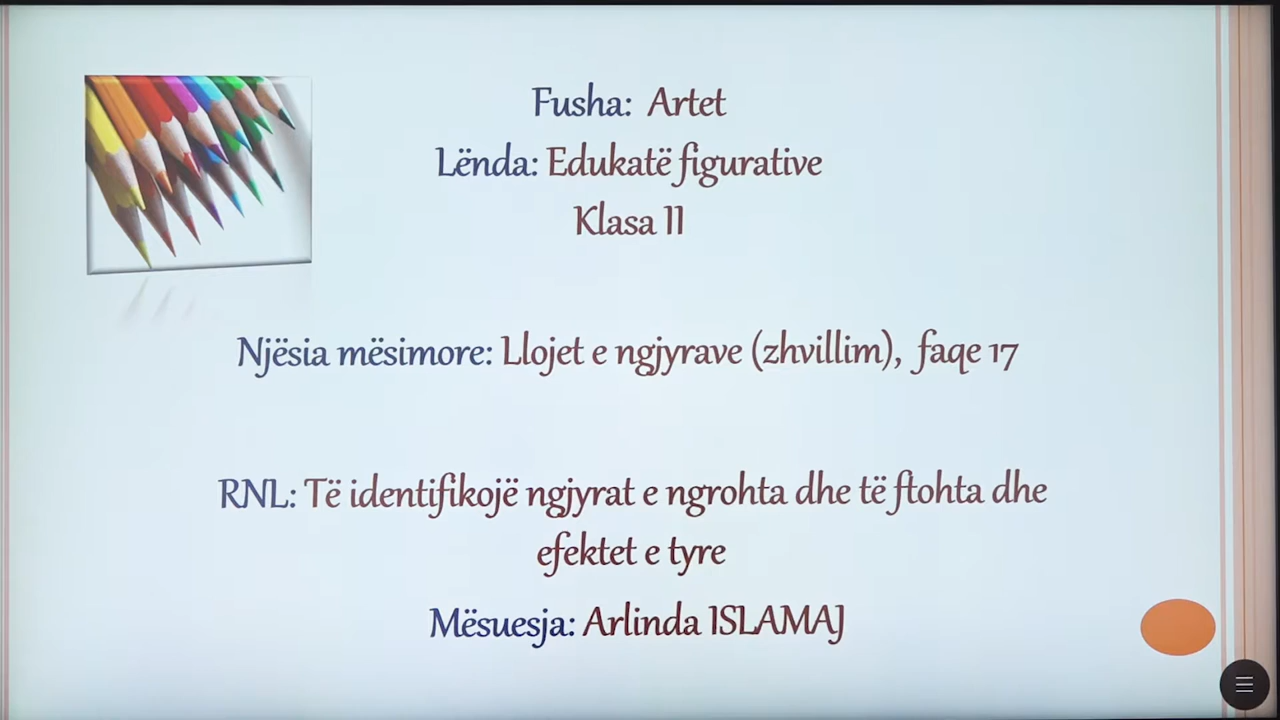 Fusha: Artet
Lënda: Edukatë figurative
Klasa II
Njësia mësimore: Llojet e ngjyrave (zhvillim), faqe 17
RNL: Të identifikojë ngjyrat e ngrohta dhe të ftohta dhe
efektet e tyre
Mësuesja: Arlinda ISLAMAJ